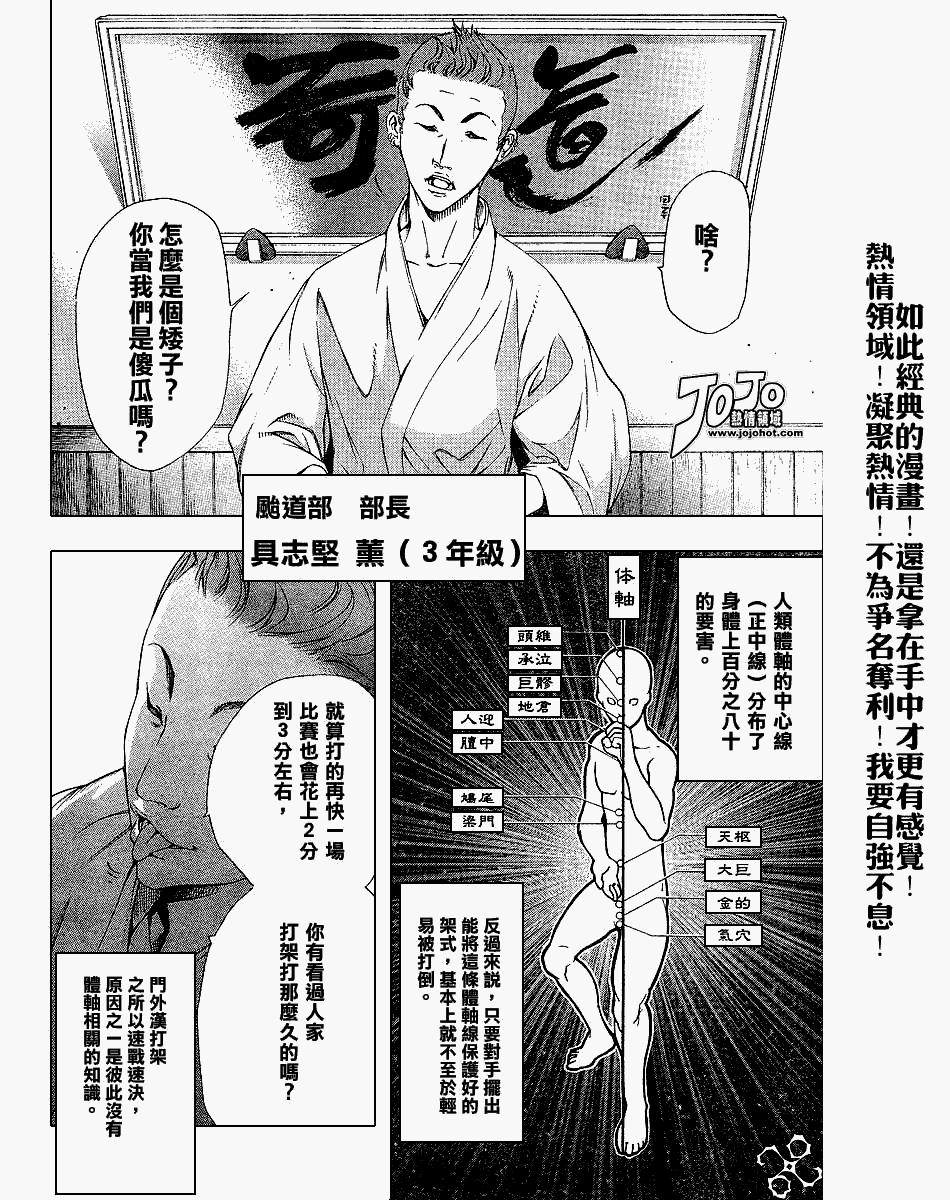 啥？
怎麼是個矮子？
你當我們是傻瓜嗎？
JOJO
熱情領域
www.jojohot.com
颱道部　部長
具志堅 薰（3年級）
人類體軸的中心線
（正中線）分布了
身體上百分之八十
的要害。
体軸
頭維
承泣
巨髎
地倉
人迎
膻中
鳩尾
梁門
天枢
大巨
金的
氣穴
反過來説，只要對手擺出
能將這條體軸線保護好的
架式，基本上就不至於輕
易被打倒。
就算打的再快一場
比賽也會花上2分
到3分左右，
你有看過人家
打架打那麼久的嗎？
門外漢打架
之所以速戰速決，
原因之一是彼此沒有
體軸相關的知識。
如此經典的漫畫！還是拿在手中才更有感覺！
熱情領域！凝聚熱情！不為爭名奪利！我要自強不息！